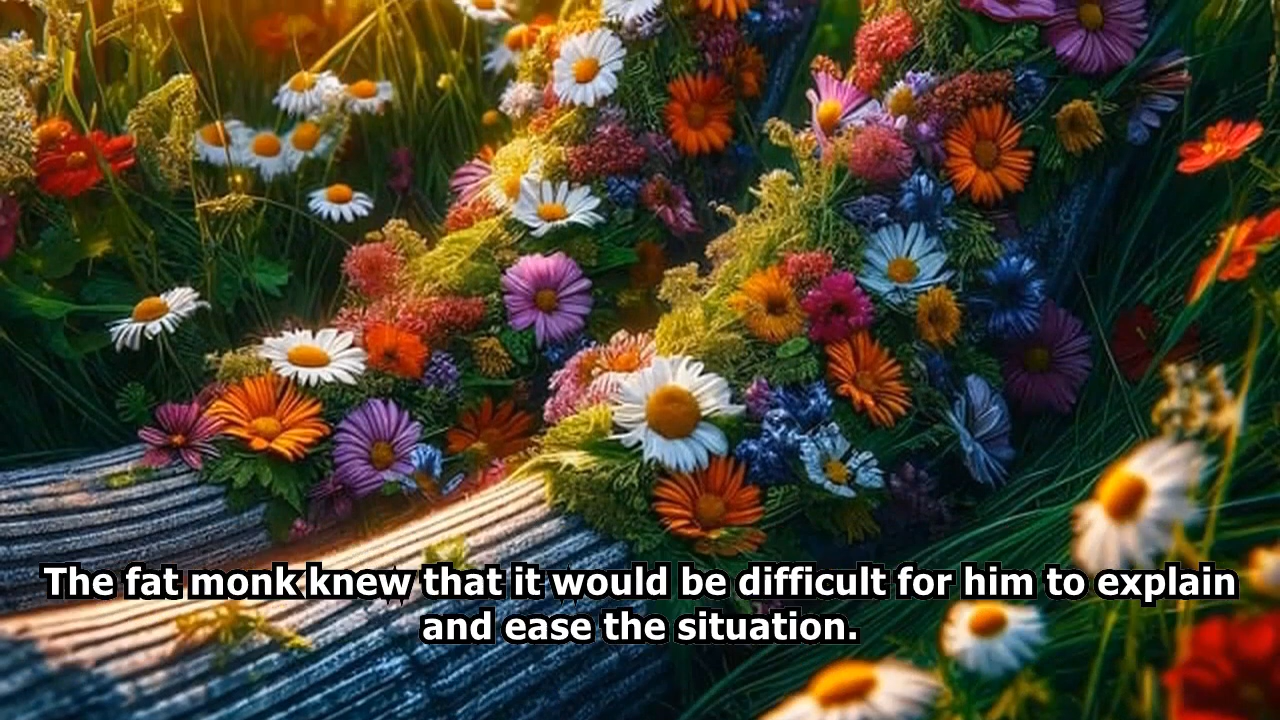 The fat monk knew that it would be difficult for him to explain
and ease the situation.